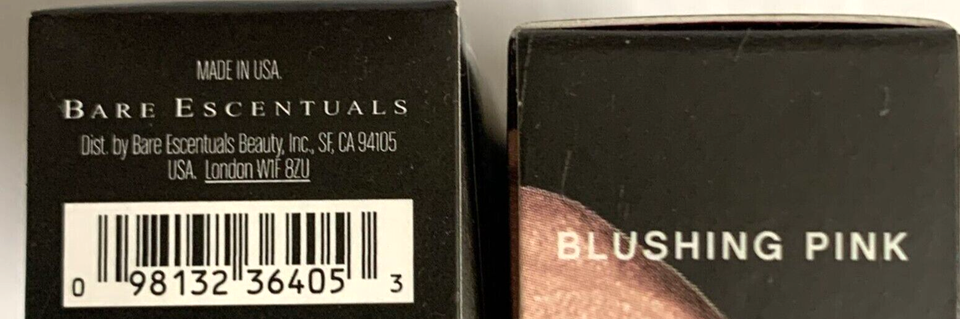 MADE IN USA.
BARE ESCENTUALS
Dist. by Bare Escentuals Beauty, Inc., SF, CA 94105
USA. London W1F 8ZU
0 98132 36405 3
BLUSHING PINK